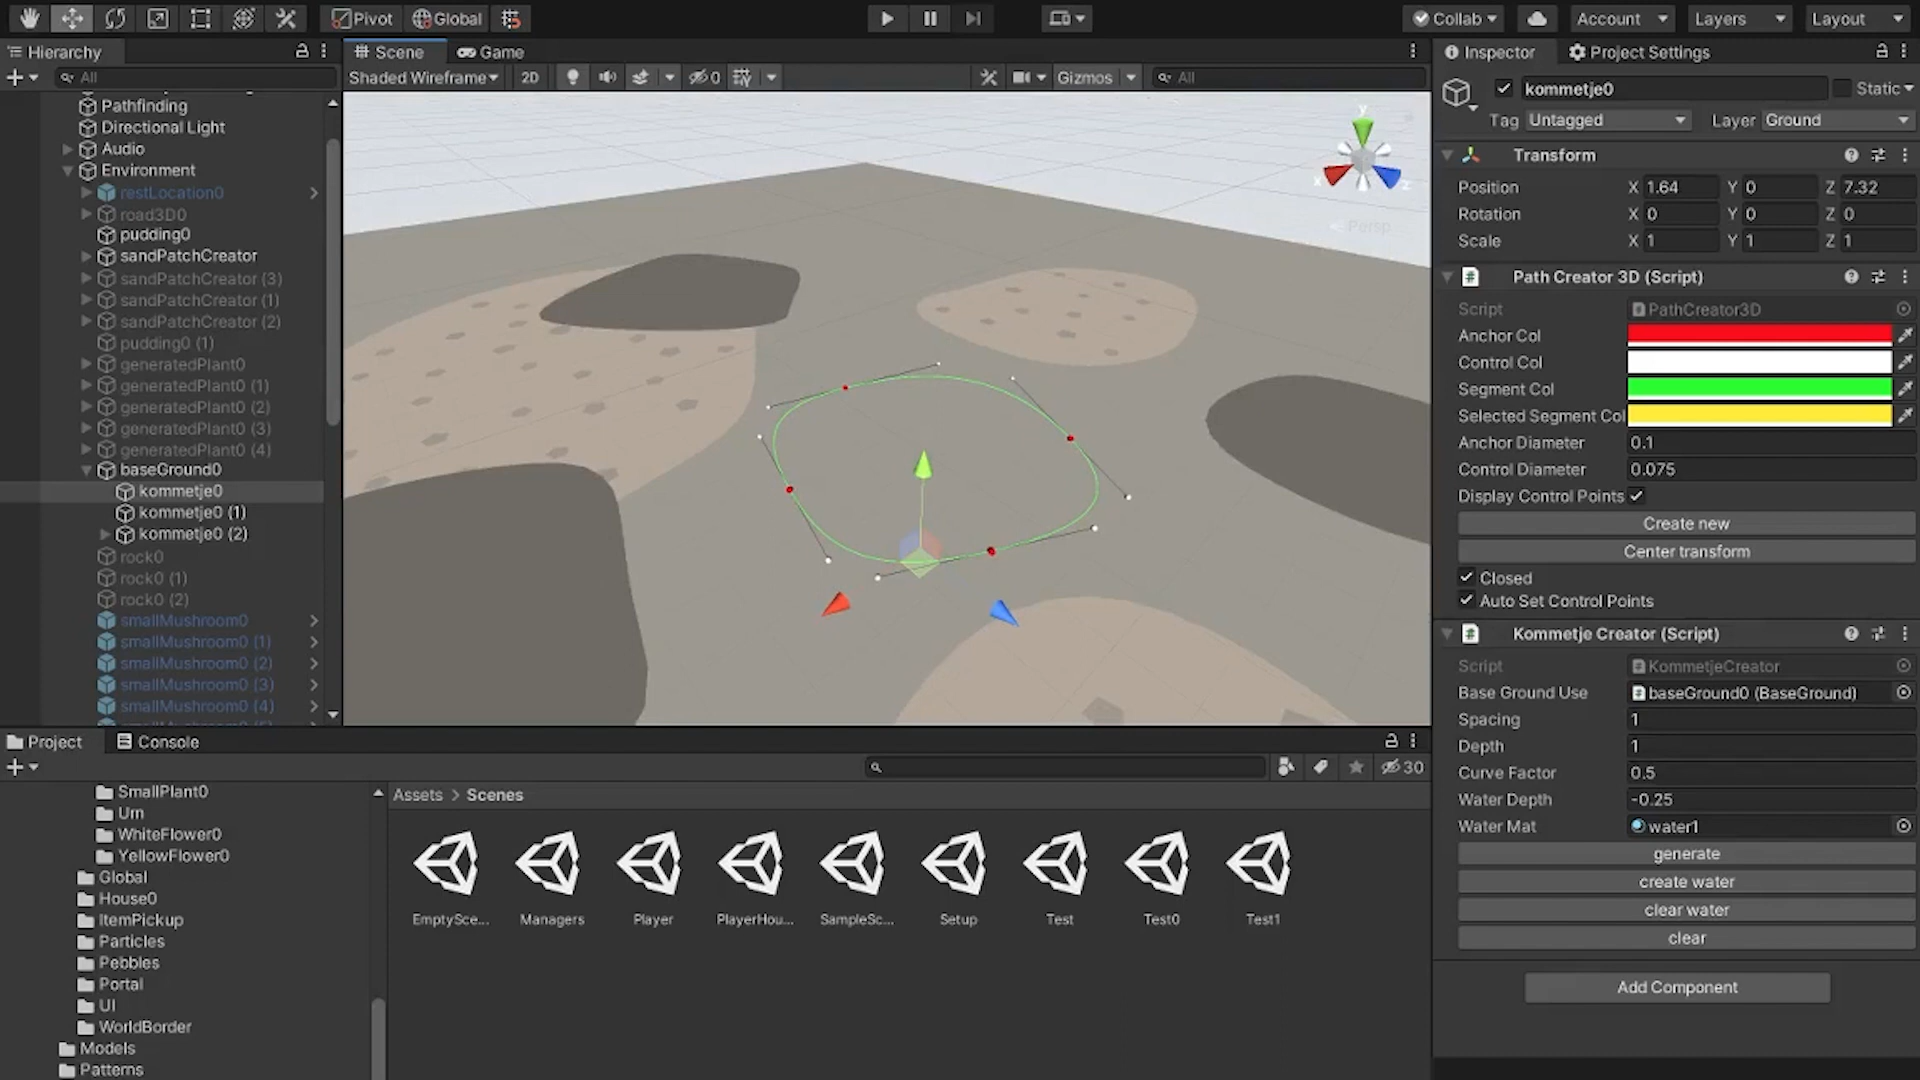 Pivot
Global
Collab
Account
Layers
Layout
Hierarchy
All
Pathfinding
Directional Light
Audio
Environment
restLocation0
road3D0
pudding0
sandPatchCreator
sandPatchCreator (3)
sandPatchCreator (1)
sandPatchCreator (2)
pudding0 (1)
generatedPlant0
generatedPlant0 (1)
generatedPlant0 (2)
generatedPlant0 (3)
generatedPlant0 (4)
baseGround0
kommetje0
kommetje0 (1)
kommetje0 (2)
rock0
rock0 (1)
rock0 (2)
smallMushroom0
smallMushroom0 (1)
smallMushroom0 (2)
smallMushroom0 (3)
smallMushroom0 (4)
Scene
Game
Shaded Wireframe
2D
0
Gizmos
All
y
x
z
Persp
Inspector
Project Settings
kommetje0
Static
Tag Untagged
Layer Ground
Transform
Position X 1.64 Y 0 Z 7.32
Rotation X 0 Y 0 Z 0
Scale X 1 Y 1 Z 1
Path Creator 3D (Script)
Script PathCreator3D
Anchor Col
Control Col
Segment Col
Selected Segment Col
Anchor Diameter 0.1
Control Diameter 0.075
Display Control Points
Create new
Center transform
Closed
Auto Set Control Points
Kommetje Creator (Script)
Script KommetjeCreator
Base Ground Use baseGround0 (BaseGround)
Spacing 1
Depth 1
Curve Factor 0.5
Water Depth -0.25
Water Mat water1
generate
create water
clear water
clear
Add Component
Project
Console
30
SmallPlant0
Urn
WhiteFlower0
YellowFlower0
Global
House0
ItemPickup
Particles
Pebbles
Portal
UI
WorldBorder
Models
Patterns
Assets > Scenes
EmptySce...
Managers
Player
PlayerHou...
SampleSc...
Setup
Test
Test0
Test1